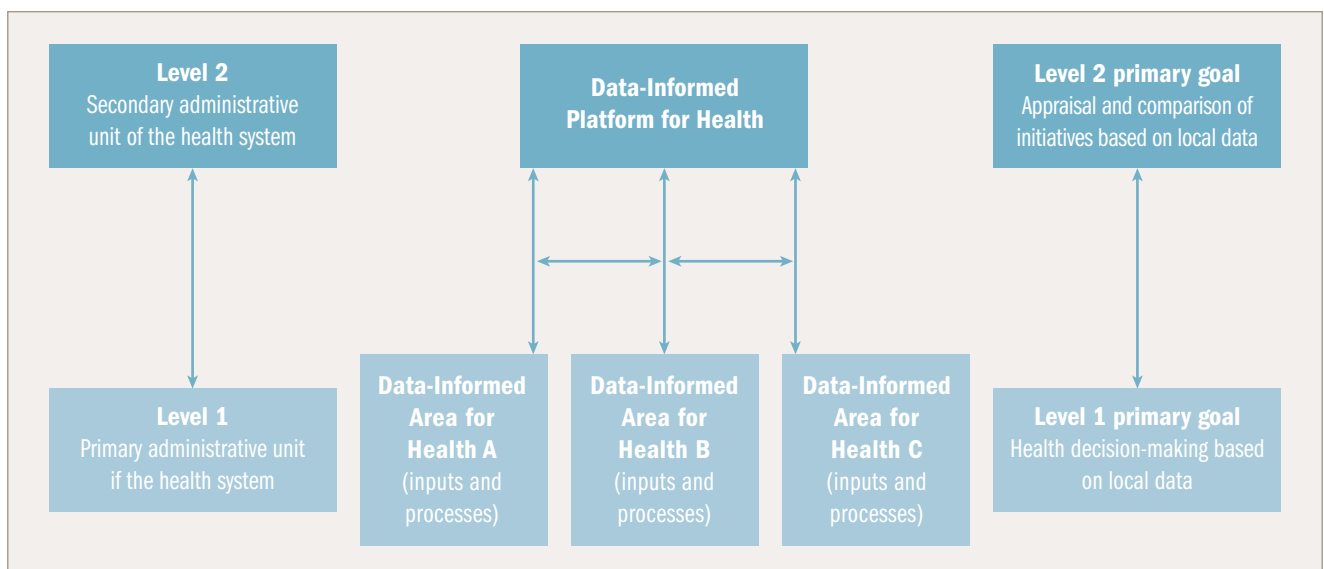 Level 2
Secondary administrative
unit of the health system
Data-Informed
Platform for Health
Level 2 primary goal
Appraisal and comparison of
initiatives based on local data
Level 1
Primary administrative unit
if the health system
Data-Informed
Area for
Health A
(inputs and
processes)
Data-Informed
Area for
Health B
(inputs and
processes)
Data-Informed
Area for
Health C
(inputs and
processes)
Level 1 primary goal
Health decision-making based
on local data